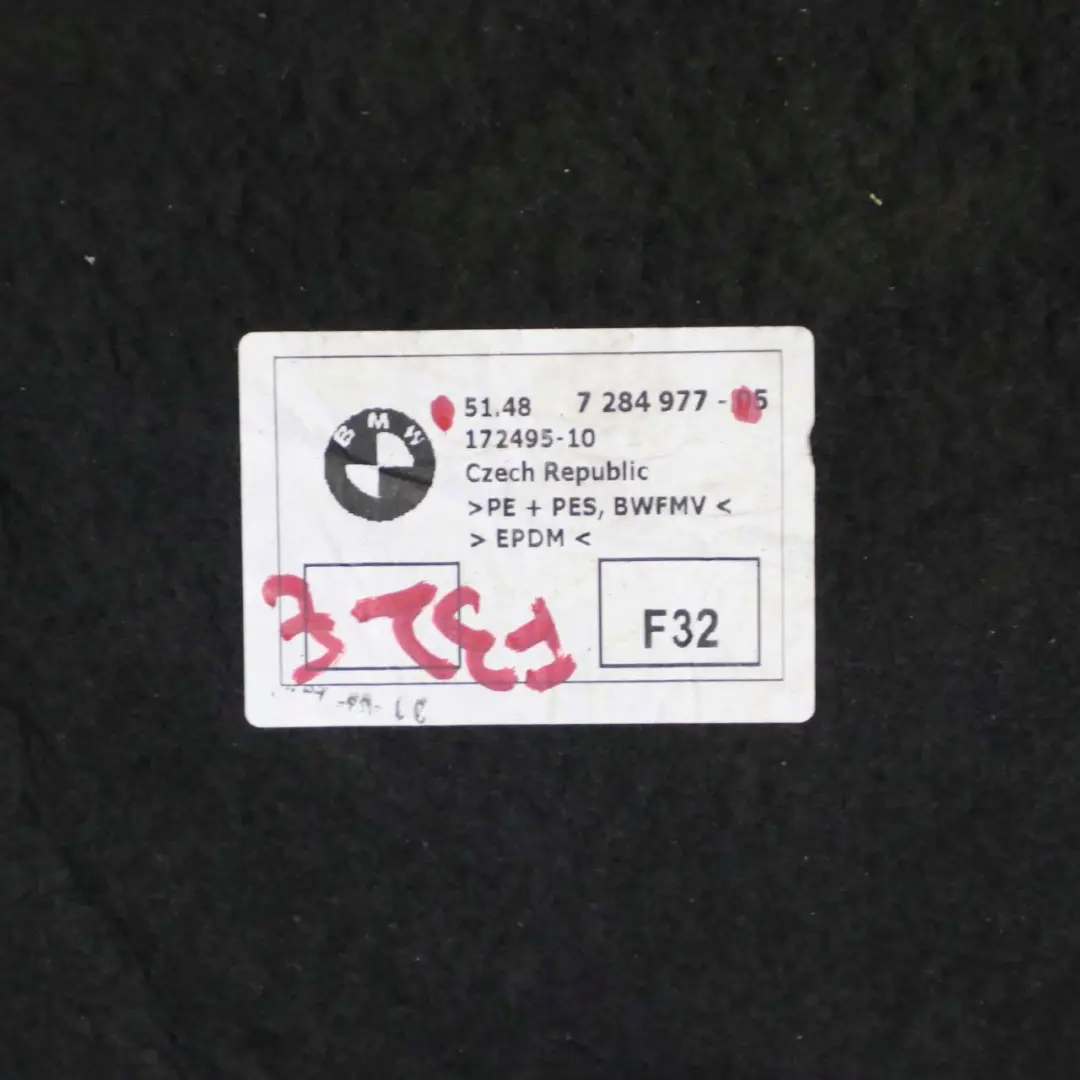 BMW
51.48 7 284 977 - 05
172495-10
Czech Republic
>PE + PES, BWFMV <
> EPDM <
F32